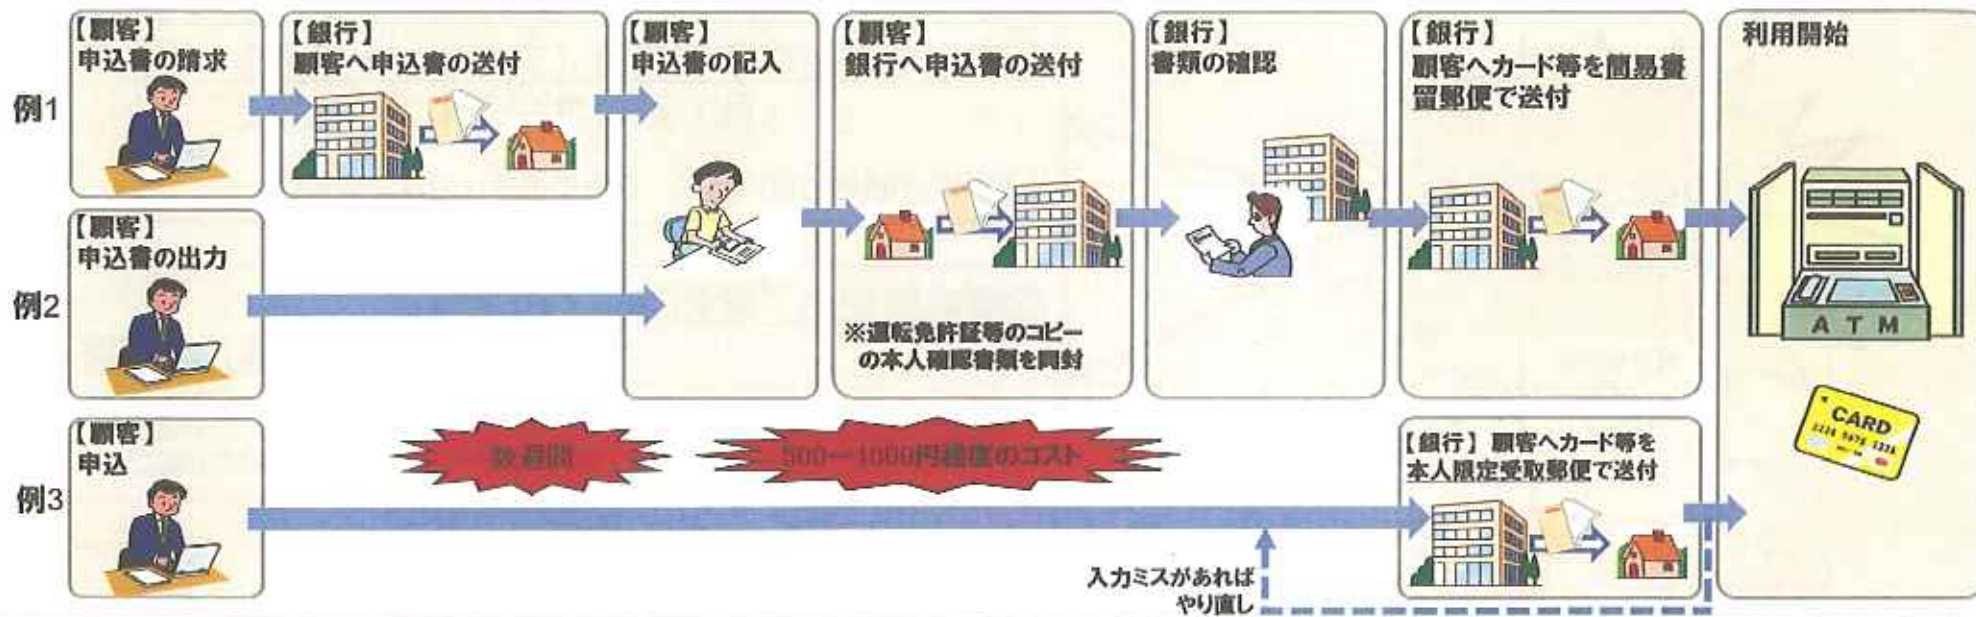 例1
【顧客】
申込書の請求
【銀行】
顧客へ申込書の送付
【顧客】
申込書の記入
【顧客】
銀行へ申込書の送付
※運転免許証等のコピー
の本人確認書類を同封
【銀行】
書類の確認
【銀行】
顧客へカード等を簡易書
留郵便で送付
利用開始
ATM
CARD
例2
【顧客】
申込書の出力
例3
【顧客】
申込
数週間
500ー1000円程度のコスト
【銀行】顧客へカード等を
本人限定受取郵便で送付
入力ミスがあれば
やり直し